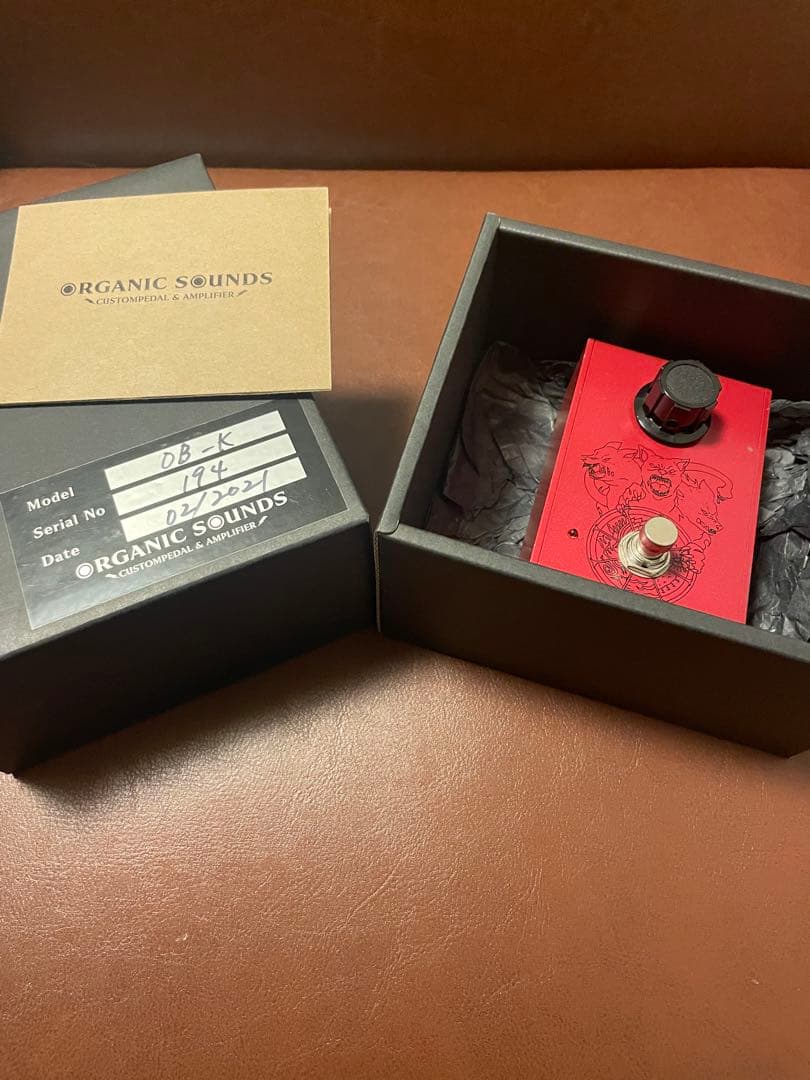 ORGANIC SOUNDS
CUSTOMPEDAL & AMPLIFIER
Model OB-K
Serial No 194
Date 02/2021
ORGANIC SOUNDS
CUSTOMPEDAL & AMPLIFIER